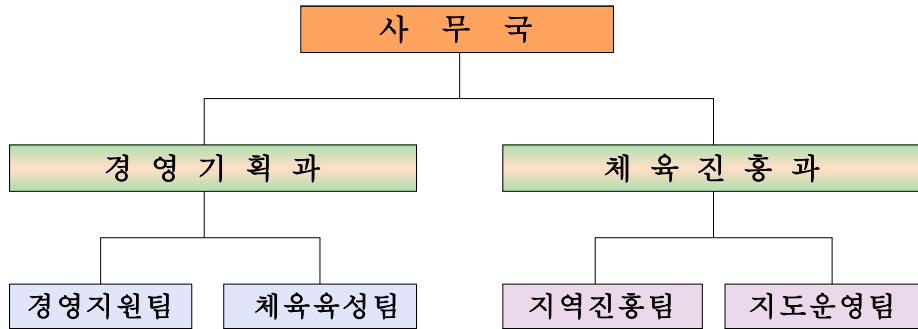 사 무 국
경 영 기 획 과 체 육 진 흥 과
경영지원팀 체육육성팀 지역진흥팀 지도운영팀